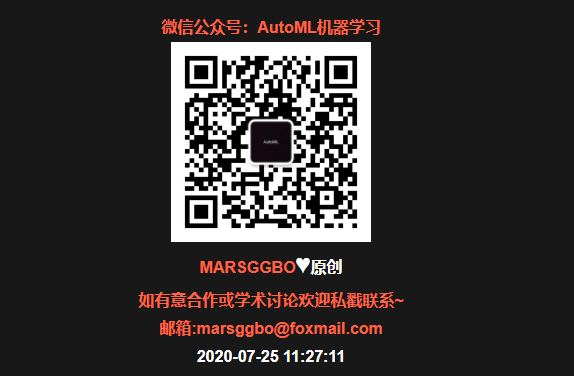 微信公众号：AutoML机器学习
AutoML
MARSGGBO♥原创
如有意合作或学术讨论欢迎私戳联系~
邮箱:marsggbo@foxmail.com
2020-07-25 11:27:11